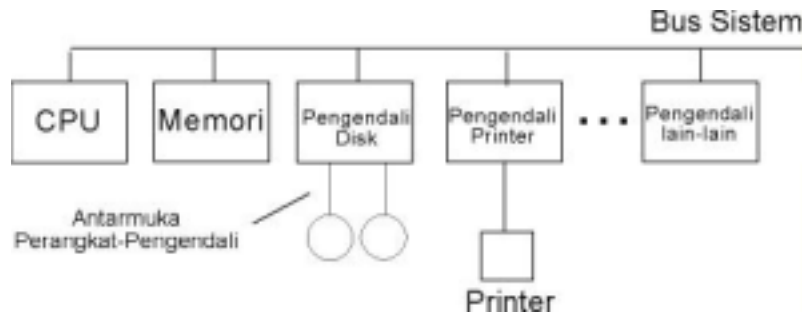 Bus Sistem
CPU
Memori
Pengendali
Disk
Pengendali
Printer
Pengendali
lain-lain
Antarmuka
Perangkat-Pengendali
Printer